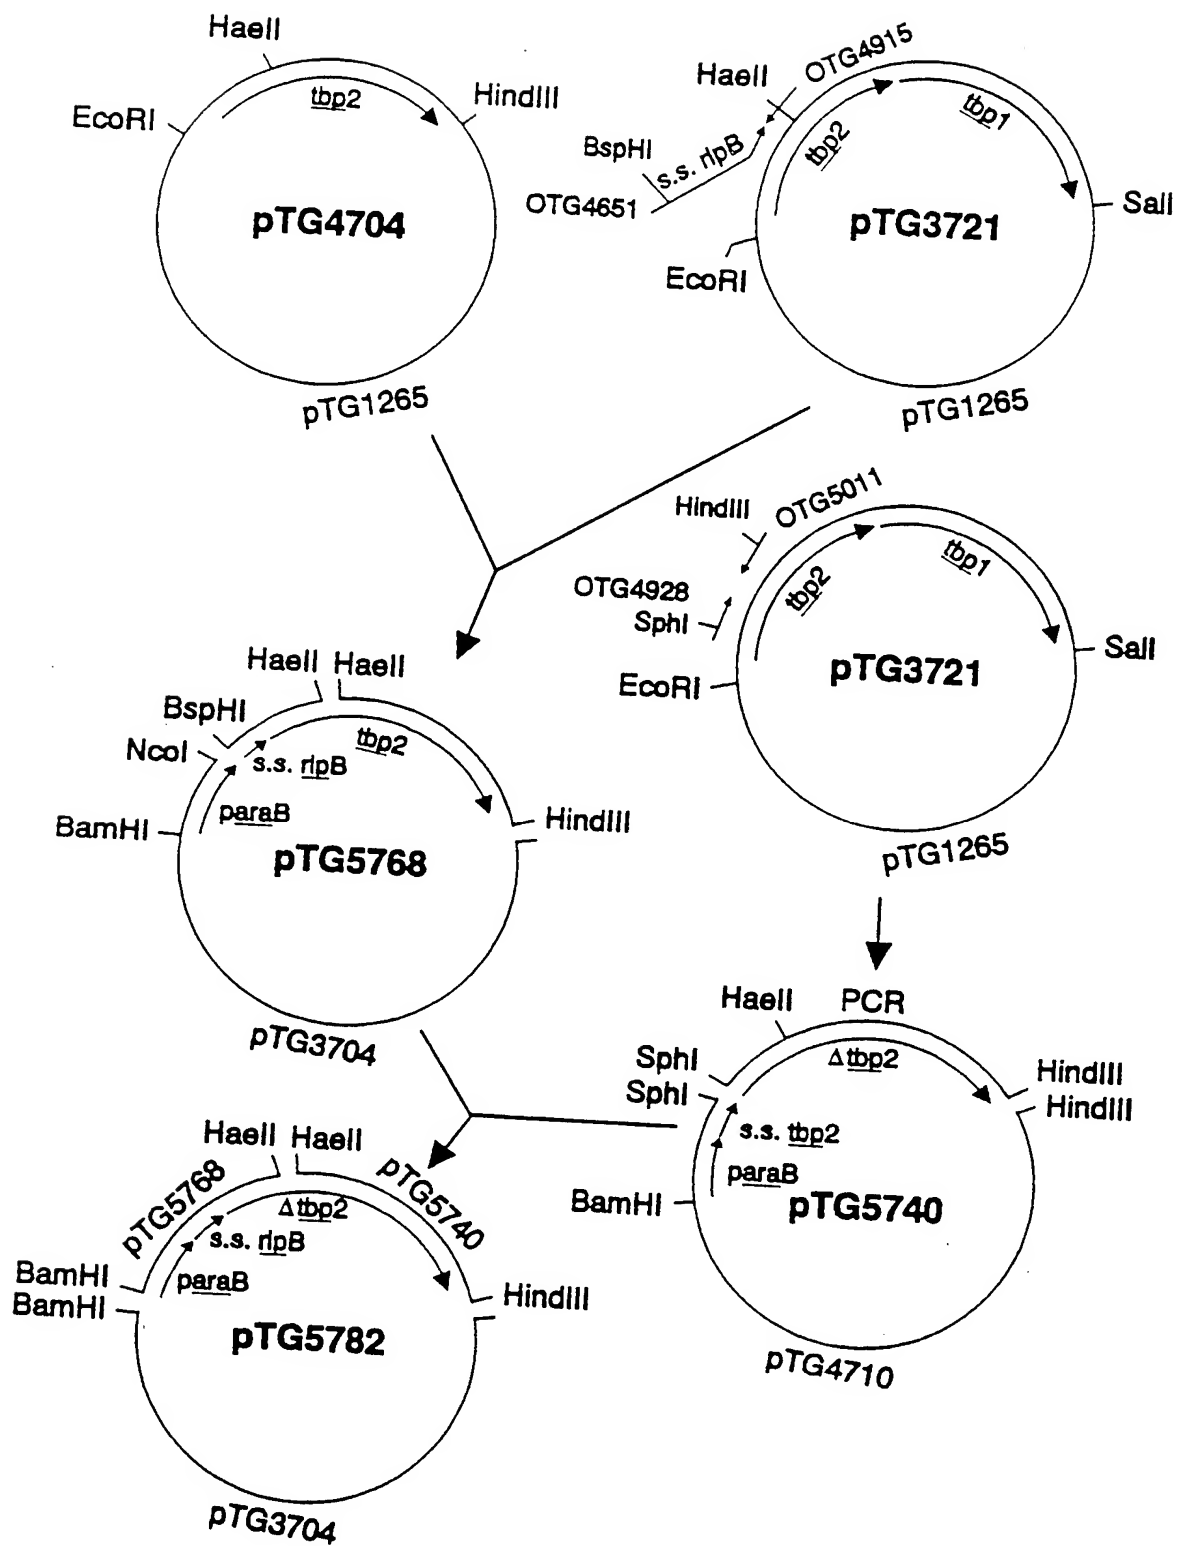 HaeII
EcoRI
tbp2
HindIII
pTG4704
pTG1265
HaeII
OTG4915
BspHI
s.s. rlpB
OTG4651
tbp2
tbp1
SalI
pTG3721
EcoRI
pTG1265
HindIII
OTG5011
OTG4928
SphI
tbp2
tbp1
SalI
EcoRI
pTG3721
pTG1265
HaeII HaeII
BspHI
NcoI
tbp2
s.s. rlpB
paraB
BamHI
HindIII
pTG5768
pTG3704
PCR
HaeII
SphI
SphI
Δtbp2
HindIII
HindIII
s.s. tbp2
paraB
BamHI
pTG5740
pTG4710
HaeII HaeII
pTG5768
pTG5740
Δtbp2
s.s. rlpB
paraB
BamHI
BamHI
HindIII
pTG5782
pTG3704